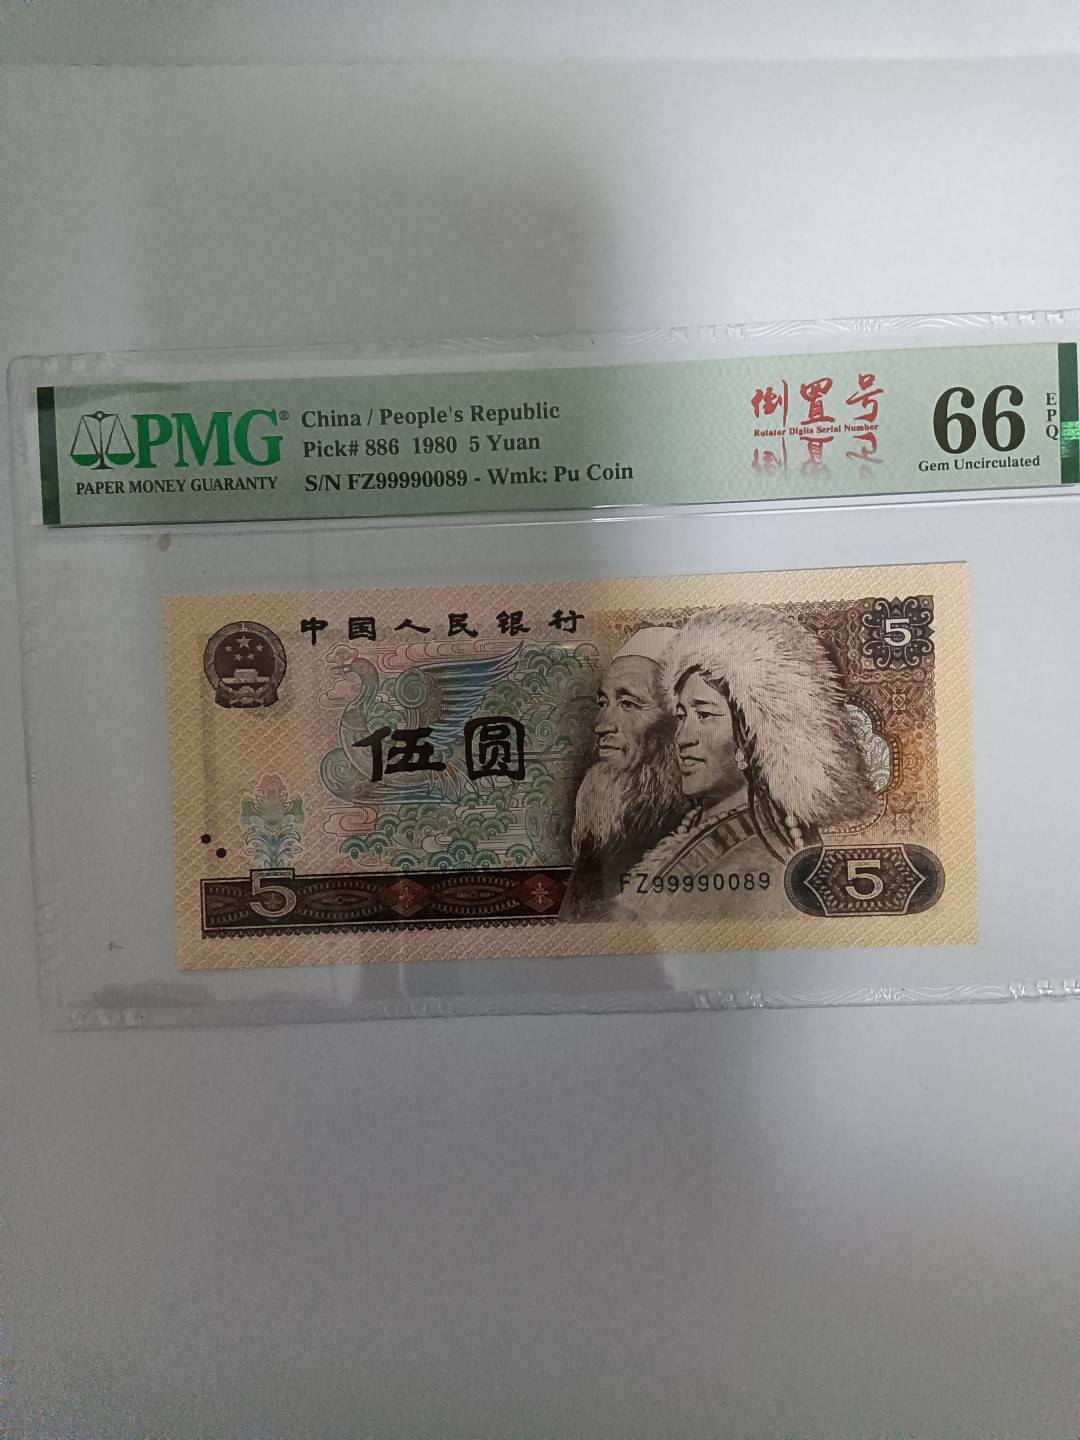 PMG®
PAPER MONEY GUARANTY
China / People's Republic
Pick# 886 1980 5 Yuan
S/N FZ99990089 - Wmk: Pu Coin
倒置号
Rotator Digits Serial Number
66
EPQ
Gem Uncirculated
中国人民银行
5
伍圆
FZ99990089
5
5